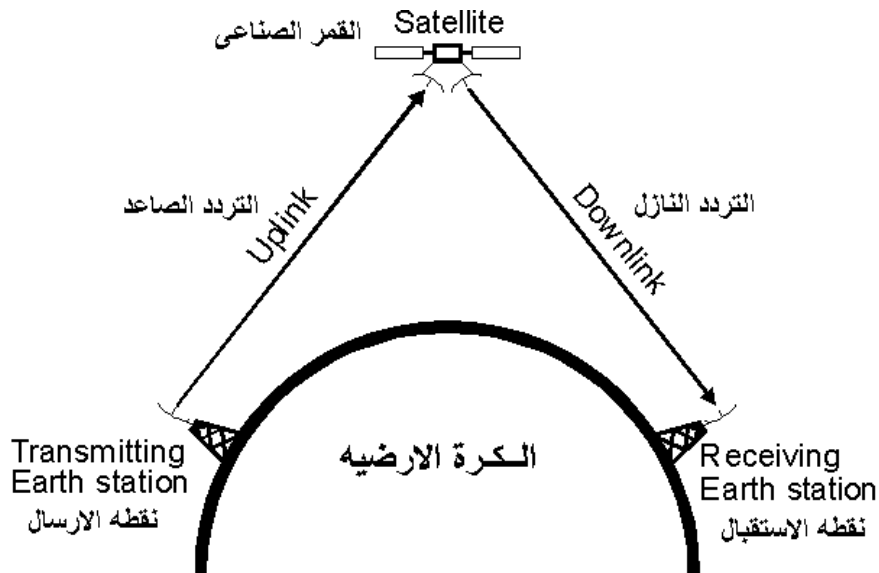 القمر الصناعى
Satellite
التردد الصاعد
Uplink
Downlink
التردد النازل
الـكـرة الارضيه
Transmitting
Earth station
نقطه الارسال
Receiving
Earth station
نقطه الاستقبال